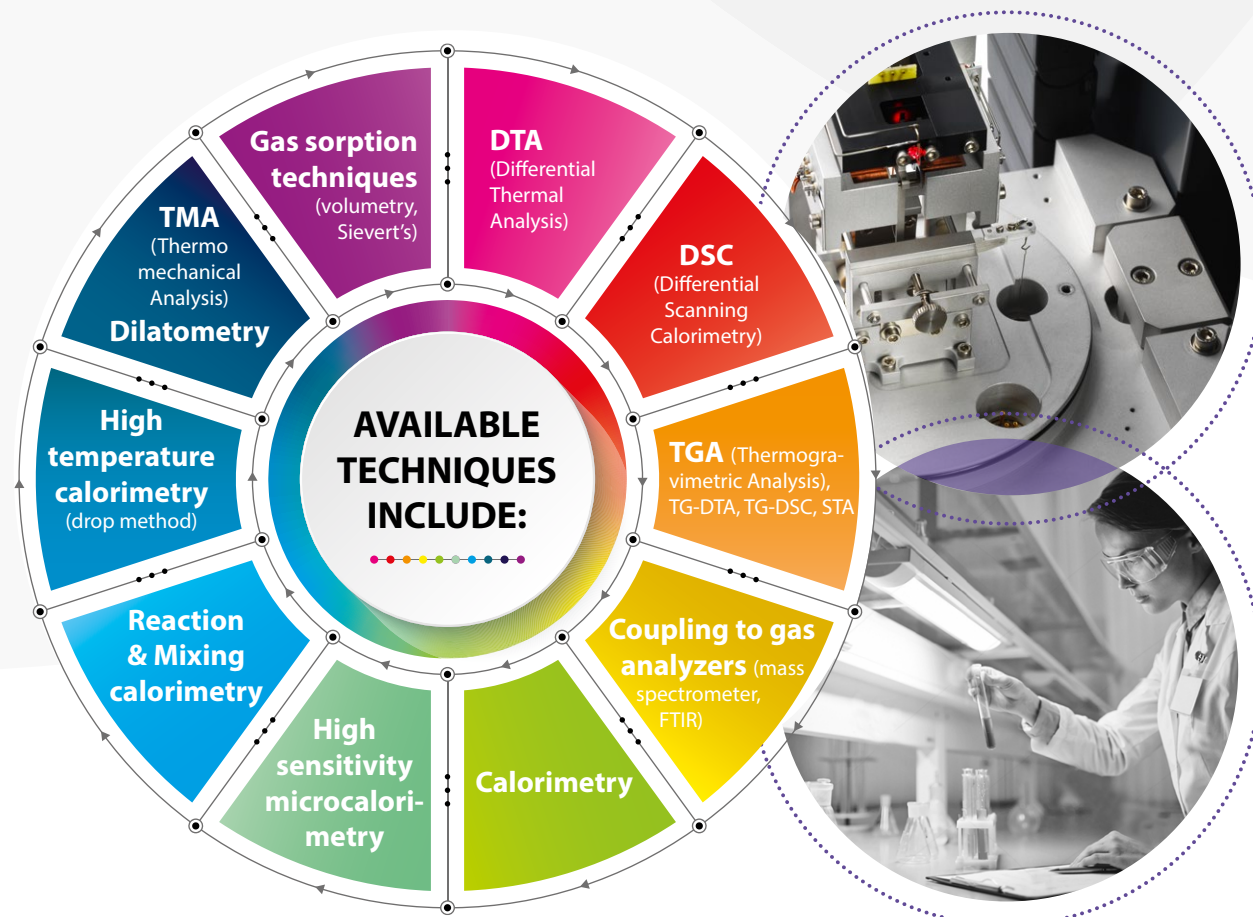 AVAILABLE
TECHNIQUES
INCLUDE:
DTA
(Differential
Thermal
Analysis)
DSC
(Differential
Scanning
Calorimetry)
TGA (Thermogra-
vimetric Analysis),
TG-DTA, TG-DSC, STA
Coupling to gas
analyzers (mass
spectrometer,
FTIR)
Calorimetry
High
sensitivity
microcalori-
metry
Reaction
& Mixing
calorimetry
High
temperature
calorimetry
(drop method)
TMA
(Thermo
mechanical
Analysis)
Dilatometry
Gas sorption
techniques
(volumetry,
Sievert's)